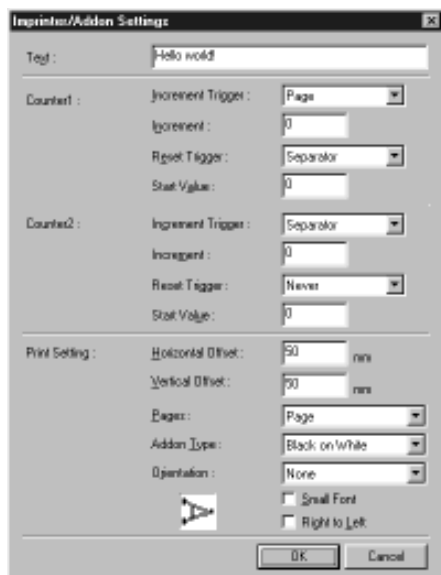 Imprinter/Addon Settings
Text : Hello world!
Counter1 : Increment Trigger : Page
Increment : 0
Reset Trigger : Separator
Start Value : 0
Counter2 : Increment Trigger : Separator
Increment : 0
Reset Trigger : Never
Start Value : 0
Print Setting : Horizontal Offset : 50 mm
Vertical Offset : 50 mm
Pages : Page
Addon Type : Black on White
Orientation : None
Small Font
Right to Left
OK Cancel